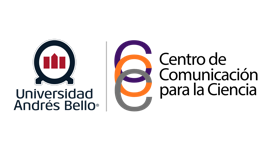 Universidad
Andrés Bello®
Centro de
Comunicación
para la Ciencia